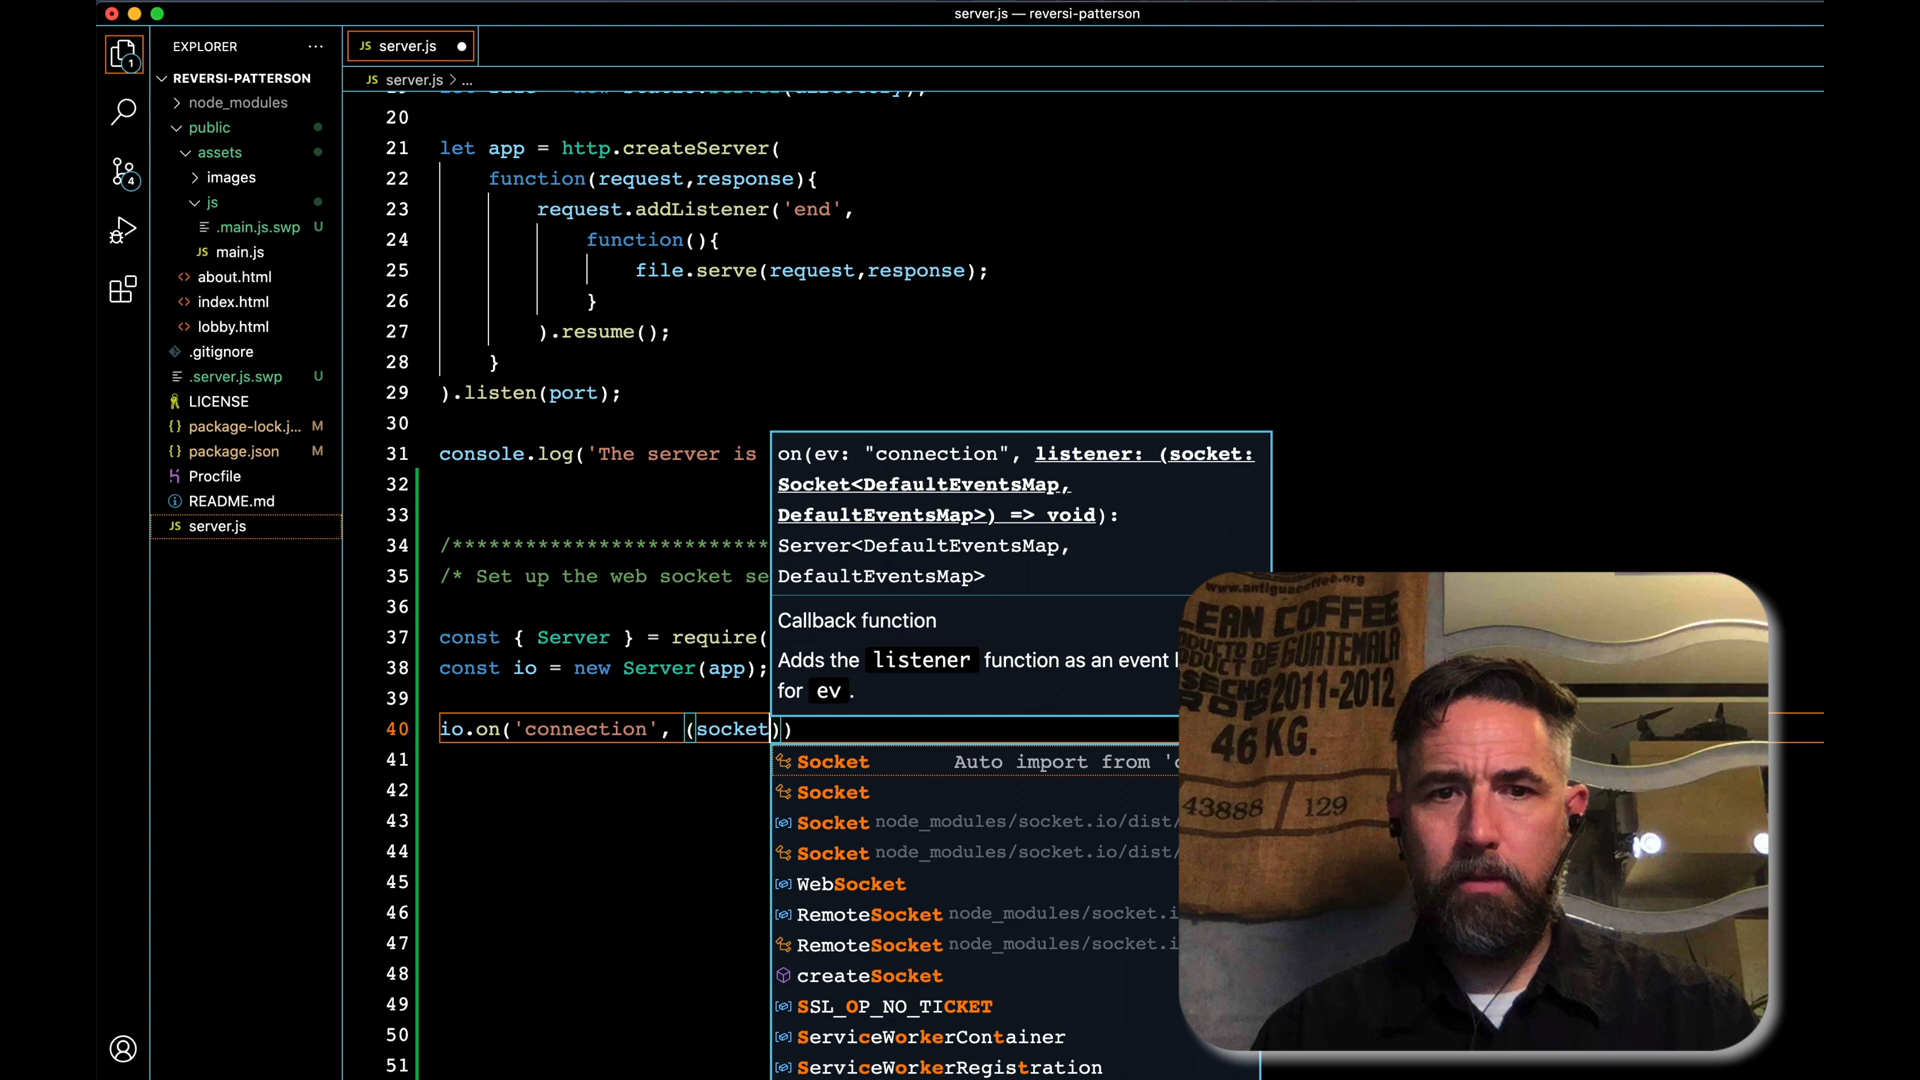 server.js — reversi-patterson
EXPLORER
server.js
1
REVERSI-PATTERSON
server.js > ...
node_modules
20
public
21 let app = http.createServer(
assets
22 function(request,response){
images
23 request.addListener('end',
4
js
24 function(){
.main.js.swp U
25 file.serve(request,response);
main.js
26 }
about.html
27 ).resume();
index.html
28 }
lobby.html
29 ).listen(port);
.gitignore
30
.server.js.swp U
31 console.log('The server is
LICENSE
package-lock.j... M
package.json M
Procfile
README.md
server.js
on(ev: "connection", listener: (socket:
32 Socket<DefaultEventsMap,
33 DefaultEventsMap>) => void):
34 /**************************
Server<DefaultEventsMap,
35 /* Set up the web socket se
DefaultEventsMap>
36
Callback function
37 const { Server } = require(
Adds the listener function as an event l
38 const io = new Server(app);
for ev.
39
40 io.on('connection', (socket))
41
Socket Auto import from '
42
Socket
43
Socket node_modules/socket.io/dist/
44
Socket node_modules/socket.io/dist/
45
WebSocket
46
RemoteSocket node_modules/socket.i
47
RemoteSocket node_modules/socket.i
48
createSocket
49
SSL_OP_NO_TICKET
50
ServiceWorkerContainer
51
ServiceWorkerRegistration
www.antiguacoffee.org
EAN COFFEE
GUATEMALA
2011-2012
46 KG.
43888 129